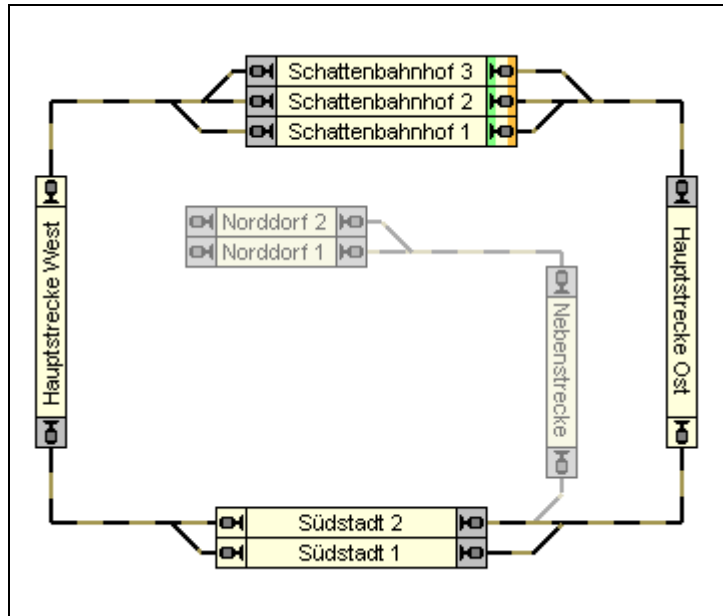 Schattenbahnhof 3
Schattenbahnhof 2
Schattenbahnhof 1
Norddorf 2
Norddorf 1
Hauptstrecke West
Nebenstrecke
Hauptstrecke Ost
Südstadt 2
Südstadt 1